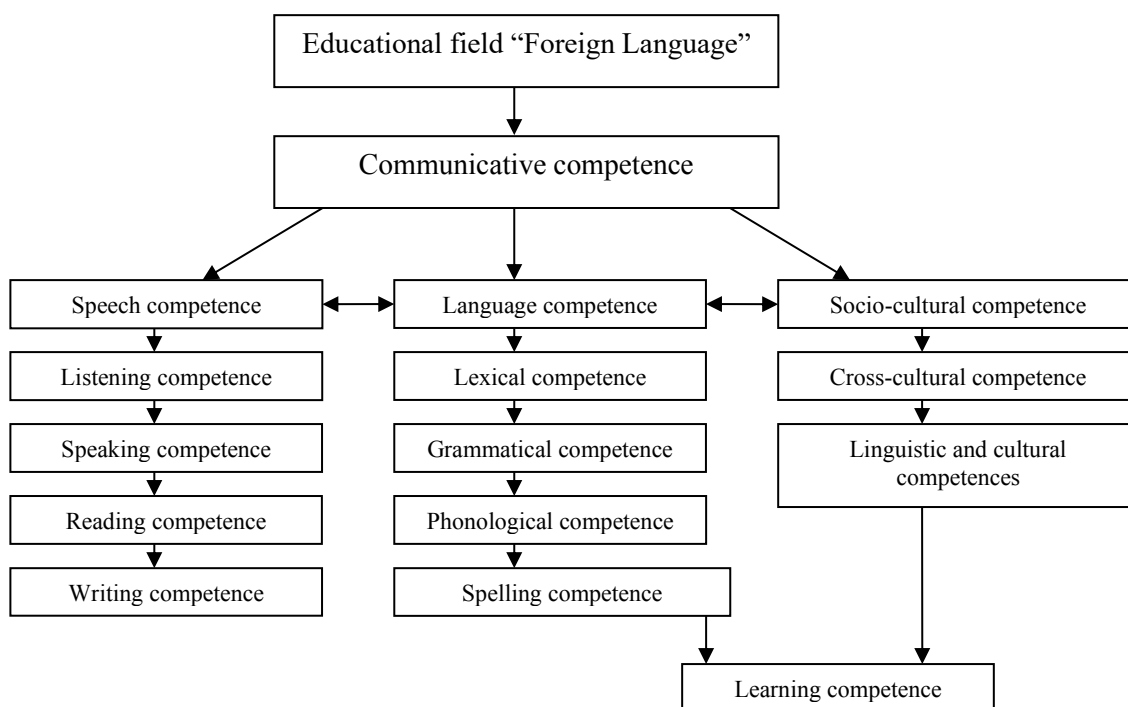 Educational field “Foreign Language”
Communicative competence
Speech competence
Language competence
Socio-cultural competence
Listening competence
Lexical competence
Cross-cultural competence
Speaking competence
Grammatical competence
Linguistic and cultural
competences
Reading competence
Phonological competence
Writing competence
Spelling competence
Learning competence